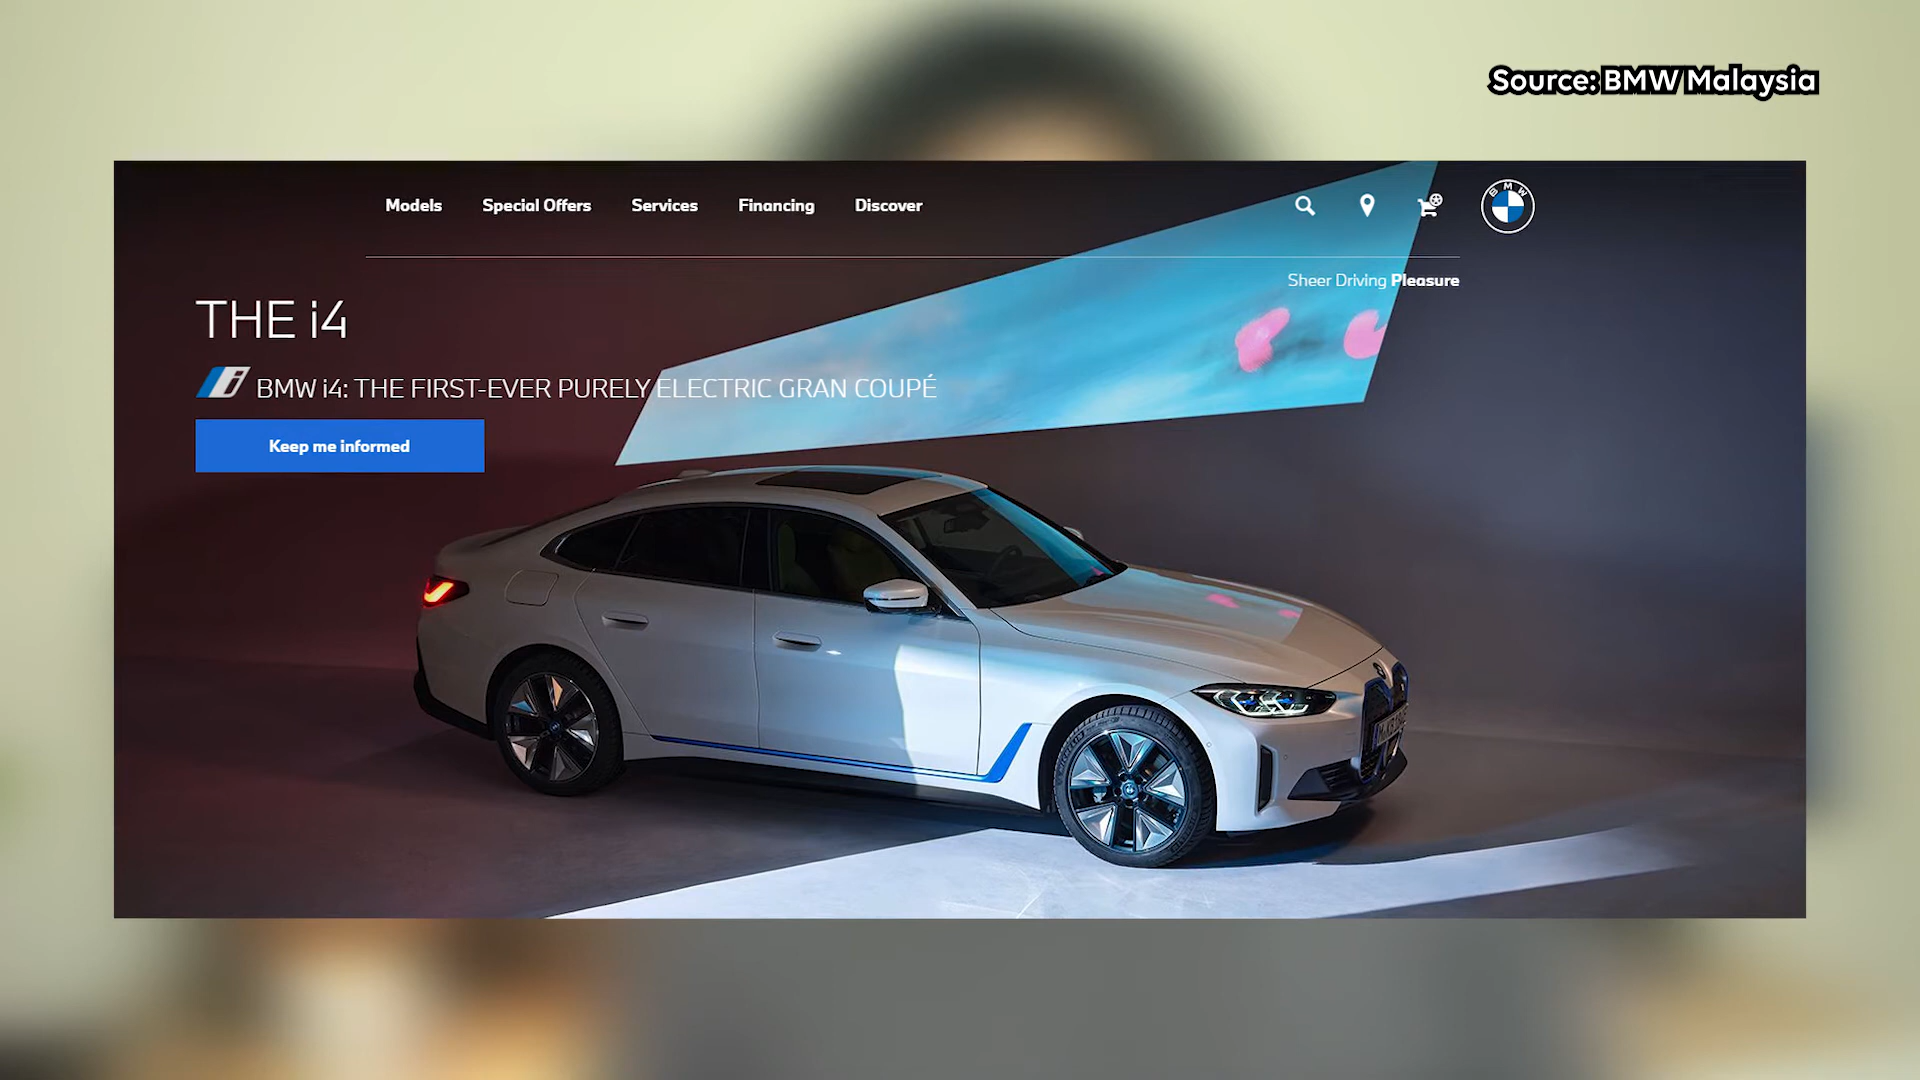 Source: BMW Malaysia
Models Special Offers Services Financing Discover
BMW
Sheer Driving Pleasure
THE i4
i BMW i4: THE FIRST-EVER PURELY ELECTRIC GRAN COUPÉ
Keep me informed